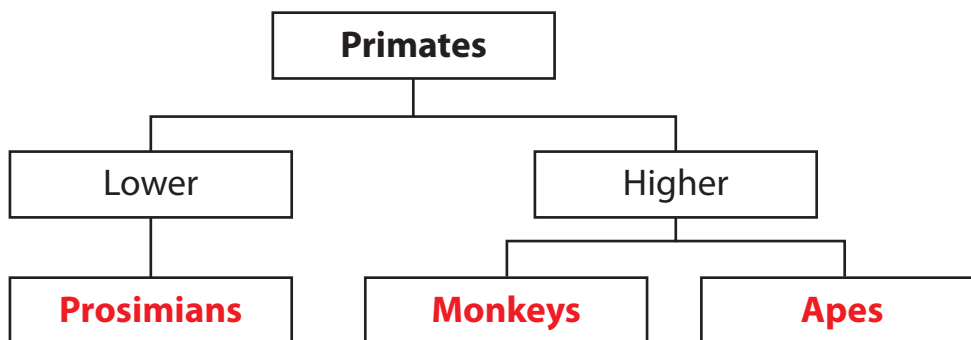 Primates
Lower
Higher
Prosimians
Monkeys
Apes